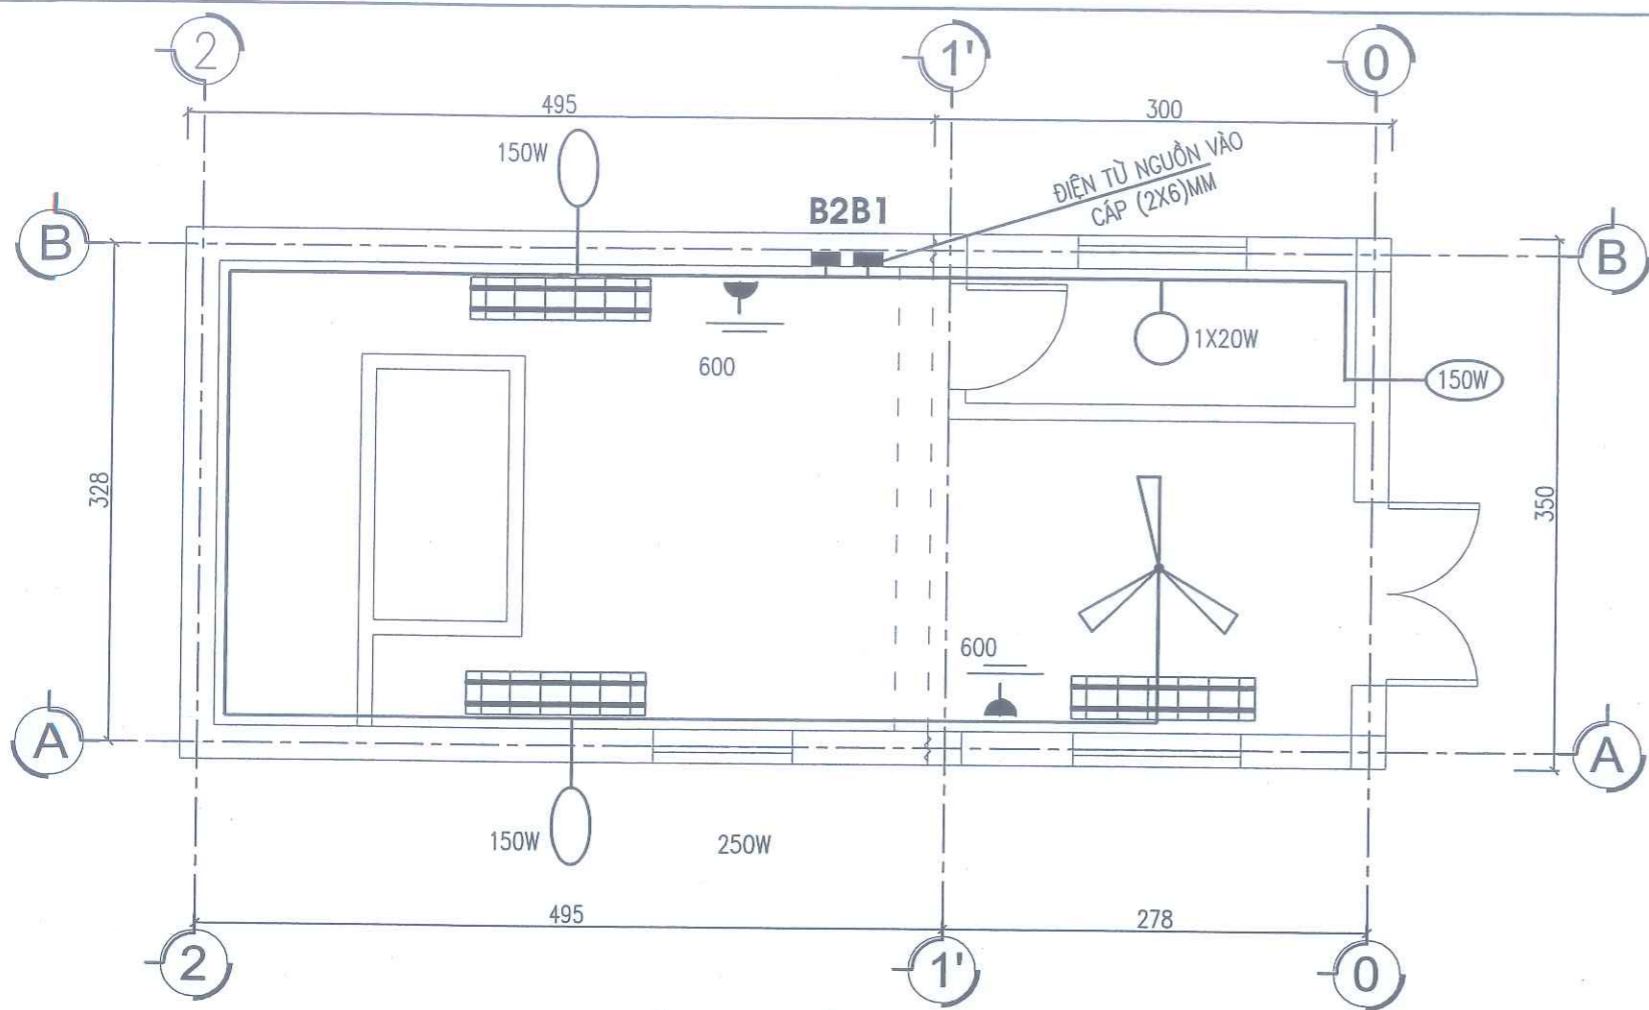 2
1'
0
495
300
150W
ĐIỆN TỪ NGUỒN VÀO
CÁP (2X6)MM
B2B1
B
B
1X20W
600
150W
328
350
600
A
A
150W
250W
495
278
2
1'
0